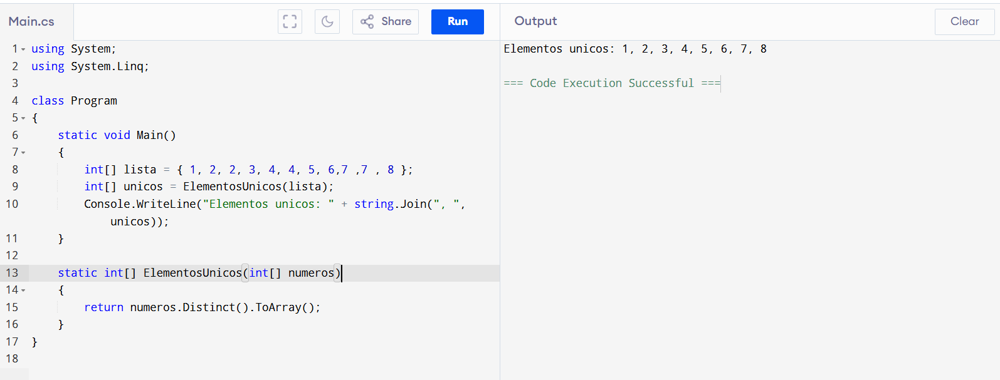 Main.cs
Share
Run
Output
Clear
1 using System;
2 using System.Linq;
3
4 class Program
5 {
6     static void Main()
7     {
8         int[] lista = { 1, 2, 2, 3, 4, 4, 5, 6,7 ,7 , 8 };
9         int[] unicos = ElementosUnicos(lista);
10         Console.WriteLine("Elementos unicos: " + string.Join(", ",
            unicos));
11     }
12
13     static int[] ElementosUnicos(int[] numeros)
14     {
15         return numeros.Distinct().ToArray();
16     }
17 }
18
Elementos unicos: 1, 2, 3, 4, 5, 6, 7, 8
=== Code Execution Successful ===